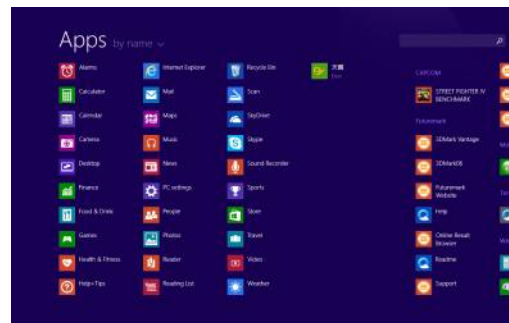 Apps by name
Alarms
Calculator
Calendar
Camera
Desktop
Finance
Food & Drink
Games
Health & Fitness
Help+Tips
Internet Explorer
Mail
Maps
Music
News
PC settings
People
Photos
Reader
Reading List
Recycle Bin
Scan
SkyDrive
Skype
Sound Recorder
Sports
Store
Travel
Video
Weather
CAPCOM
STREET FIGHTER IV
BENCHMARK
Futuremark
3DMark Vantage
3DMark06
Futuremark
Website
Help
Online Result
Browser
Readme
Support